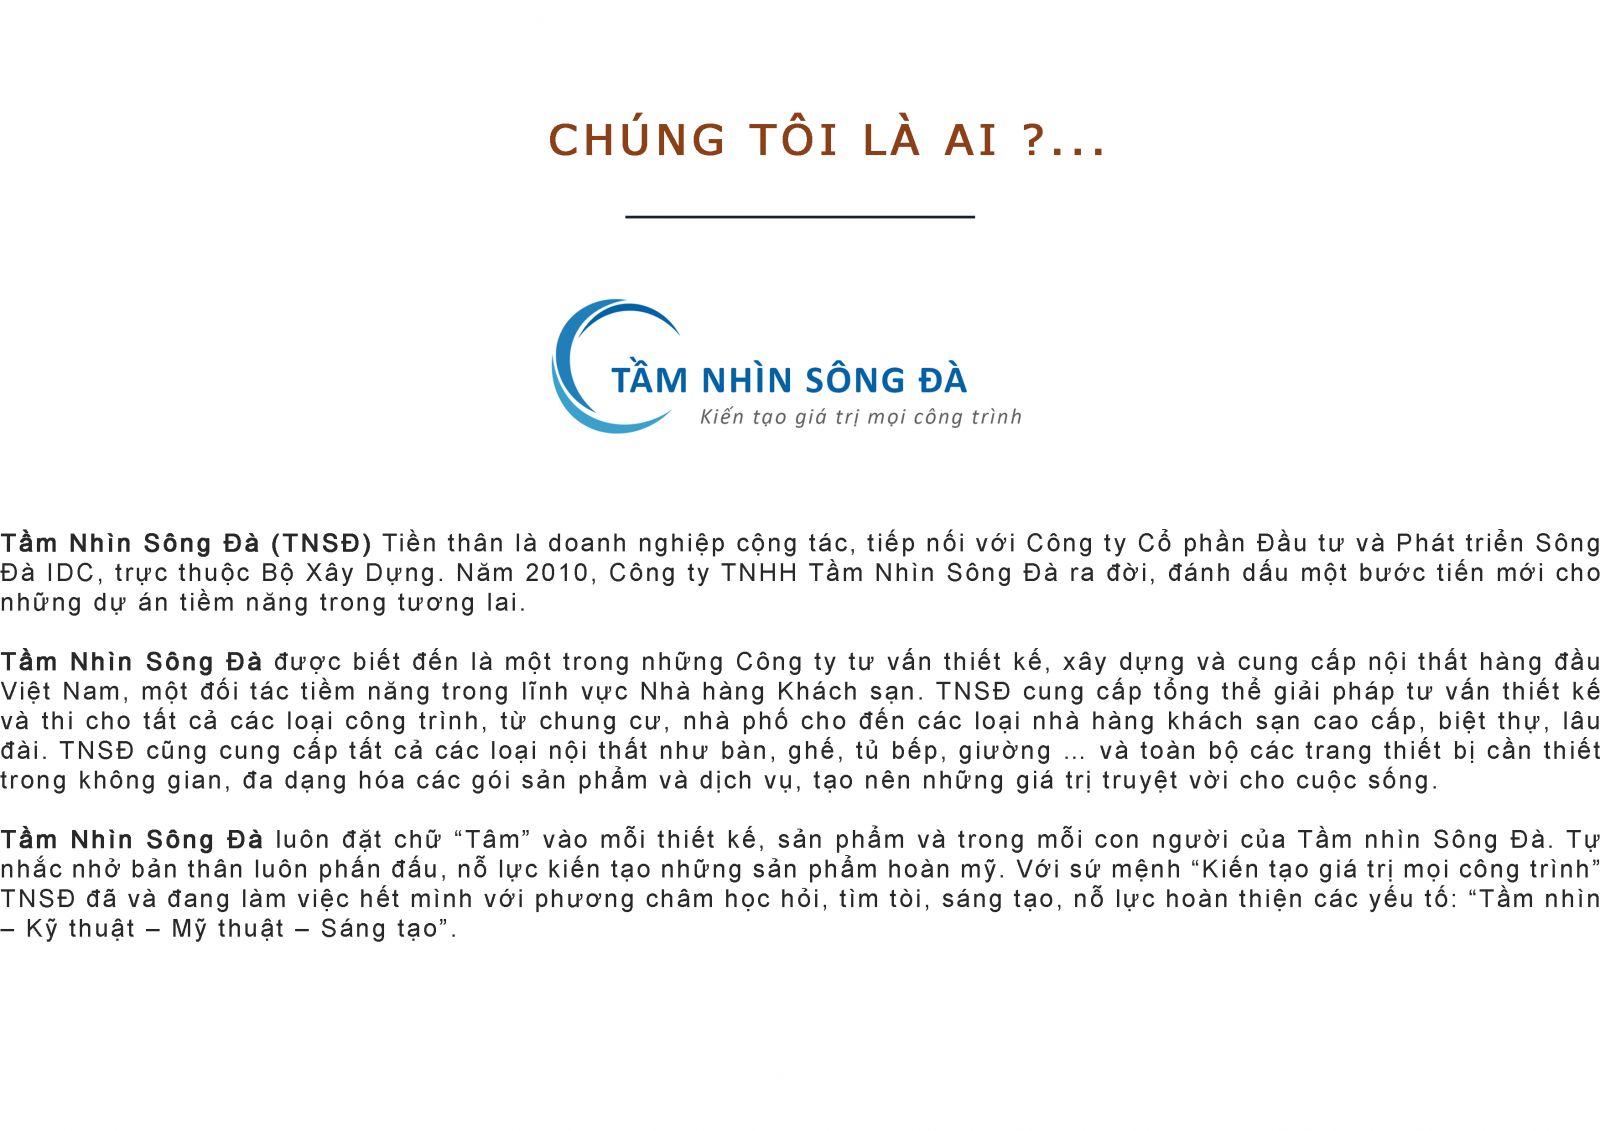 CHÚNG TÔI LÀ AI ?...
TẦM NHÌN SÔNG ĐÀ
Kiến tạo giá trị mọi công trình
Tầm Nhìn Sông Đà (TNSĐ) Tiền thân là doanh nghiệp cộng tác, tiếp nối với Công ty Cổ phần Đầu tư và Phát triển Sông
Đà IDC, trực thuộc Bộ Xây Dựng. Năm 2010, Công ty TNHH Tầm Nhìn Sông Đà ra đời, đánh dấu một bước tiến mới cho
những dự án tiềm năng trong tương lai.
Tầm Nhìn Sông Đà được biết đến là một trong những Công ty tư vấn thiết kế, xây dựng và cung cấp nội thất hàng đầu
Việt Nam, một đối tác tiềm năng trong lĩnh vực Nhà hàng Khách sạn. TNSĐ cung cấp tổng thể giải pháp tư vấn thiết kế
và thi cho tất cả các loại công trình, từ chung cư, nhà phố cho đến các loại nhà hàng khách sạn cao cấp, biệt thự, lâu
đài. TNSĐ cũng cung cấp tất cả các loại nội thất như bàn, ghế, tủ bếp, giường ... và toàn bộ các trang thiết bị cần thiết
trong không gian, đa dạng hóa các gói sản phẩm và dịch vụ, tạo nên những giá trị truyệt vời cho cuộc sống.
Tầm Nhìn Sông Đà luôn đặt chữ “Tâm” vào mỗi thiết kế, sản phẩm và trong mỗi con người của Tầm nhìn Sông Đà. Tự
nhắc nhở bản thân luôn phấn đấu, nỗ lực kiến tạo những sản phẩm hoàn mỹ. Với sứ mệnh “Kiến tạo giá trị mọi công trình”
TNSĐ đã và đang làm việc hết mình với phương châm học hỏi, tìm tòi, sáng tạo, nỗ lực hoàn thiện các yếu tố: “Tầm nhìn
– Kỹ thuật – Mỹ thuật – Sáng tạo”.